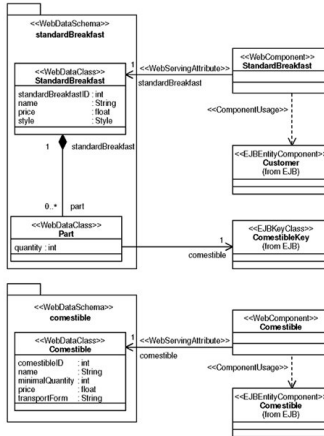 <<WebDataSchema>>
standardBreakfast
<<WebDataClass>>
StandardBreakfast
standardBreakfastID : int
name : String
price : float
style : Style
1
<<WebServingAttribute>>
standardBreakfast
<<WebComponent>>
StandardBreakfast
<<ComponentUsage>>
1
standardBreakfast
<<EJBEntityComponent>>
Customer
(from EJB)
0..*
part
<<WebDataClass>>
Part
quantity : int
1
comestible
<<EJBKeyClass>>
ComestibleKey
(from EJB)
<<WebDataSchema>>
comestible
<<WebDataClass>>
Comestible
comestibleID : int
name : String
minimalQuantity : int
price : float
transportForm : String
1
<<WebServingAttribute>>
comestible
<<WebComponent>>
Comestible
<<ComponentUsage>>
<<EJBEntityComponent>>
Comestible
(from EJB)